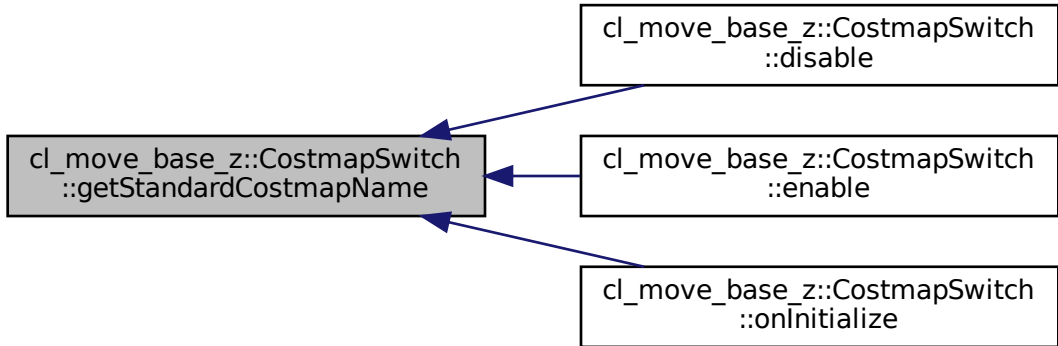 cl_move_base_z::CostmapSwitch
::disable
cl_move_base_z::CostmapSwitch
::getStandardCostmapName
cl_move_base_z::CostmapSwitch
::enable
cl_move_base_z::CostmapSwitch
::onInitialize